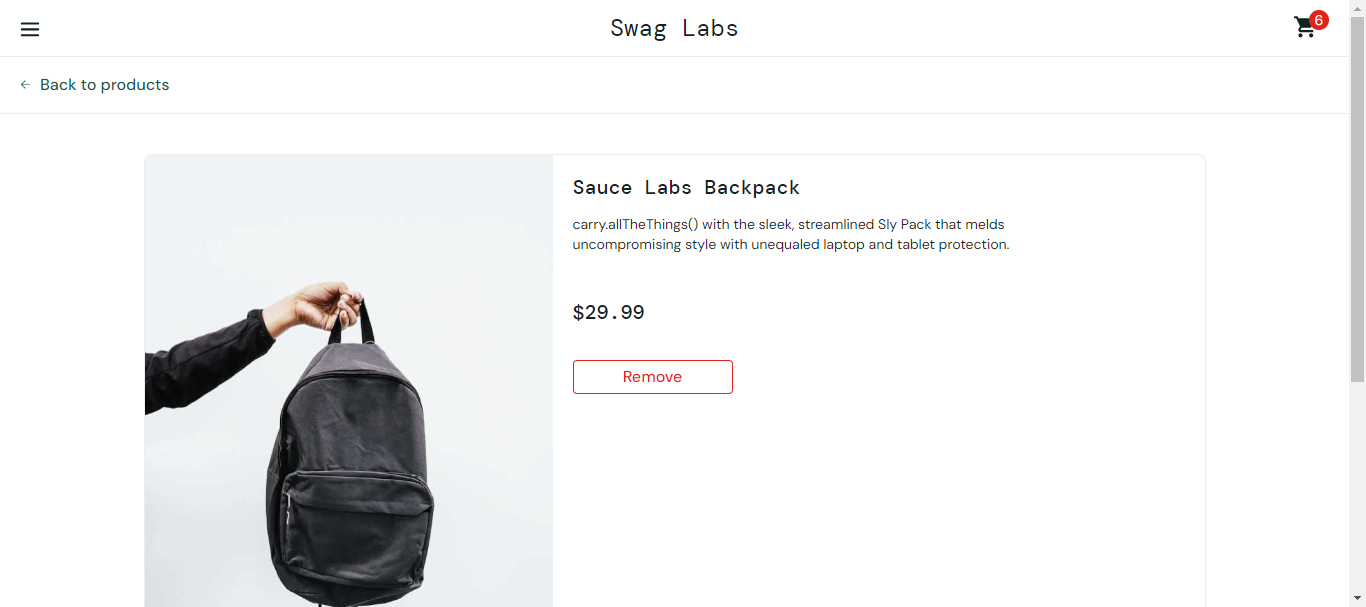 Swag Labs
6
Back to products
Sauce Labs Backpack
carry.allTheThings() with the sleek, streamlined Sly Pack that melds
uncompromising style with unequaled laptop and tablet protection.
$29.99
Remove